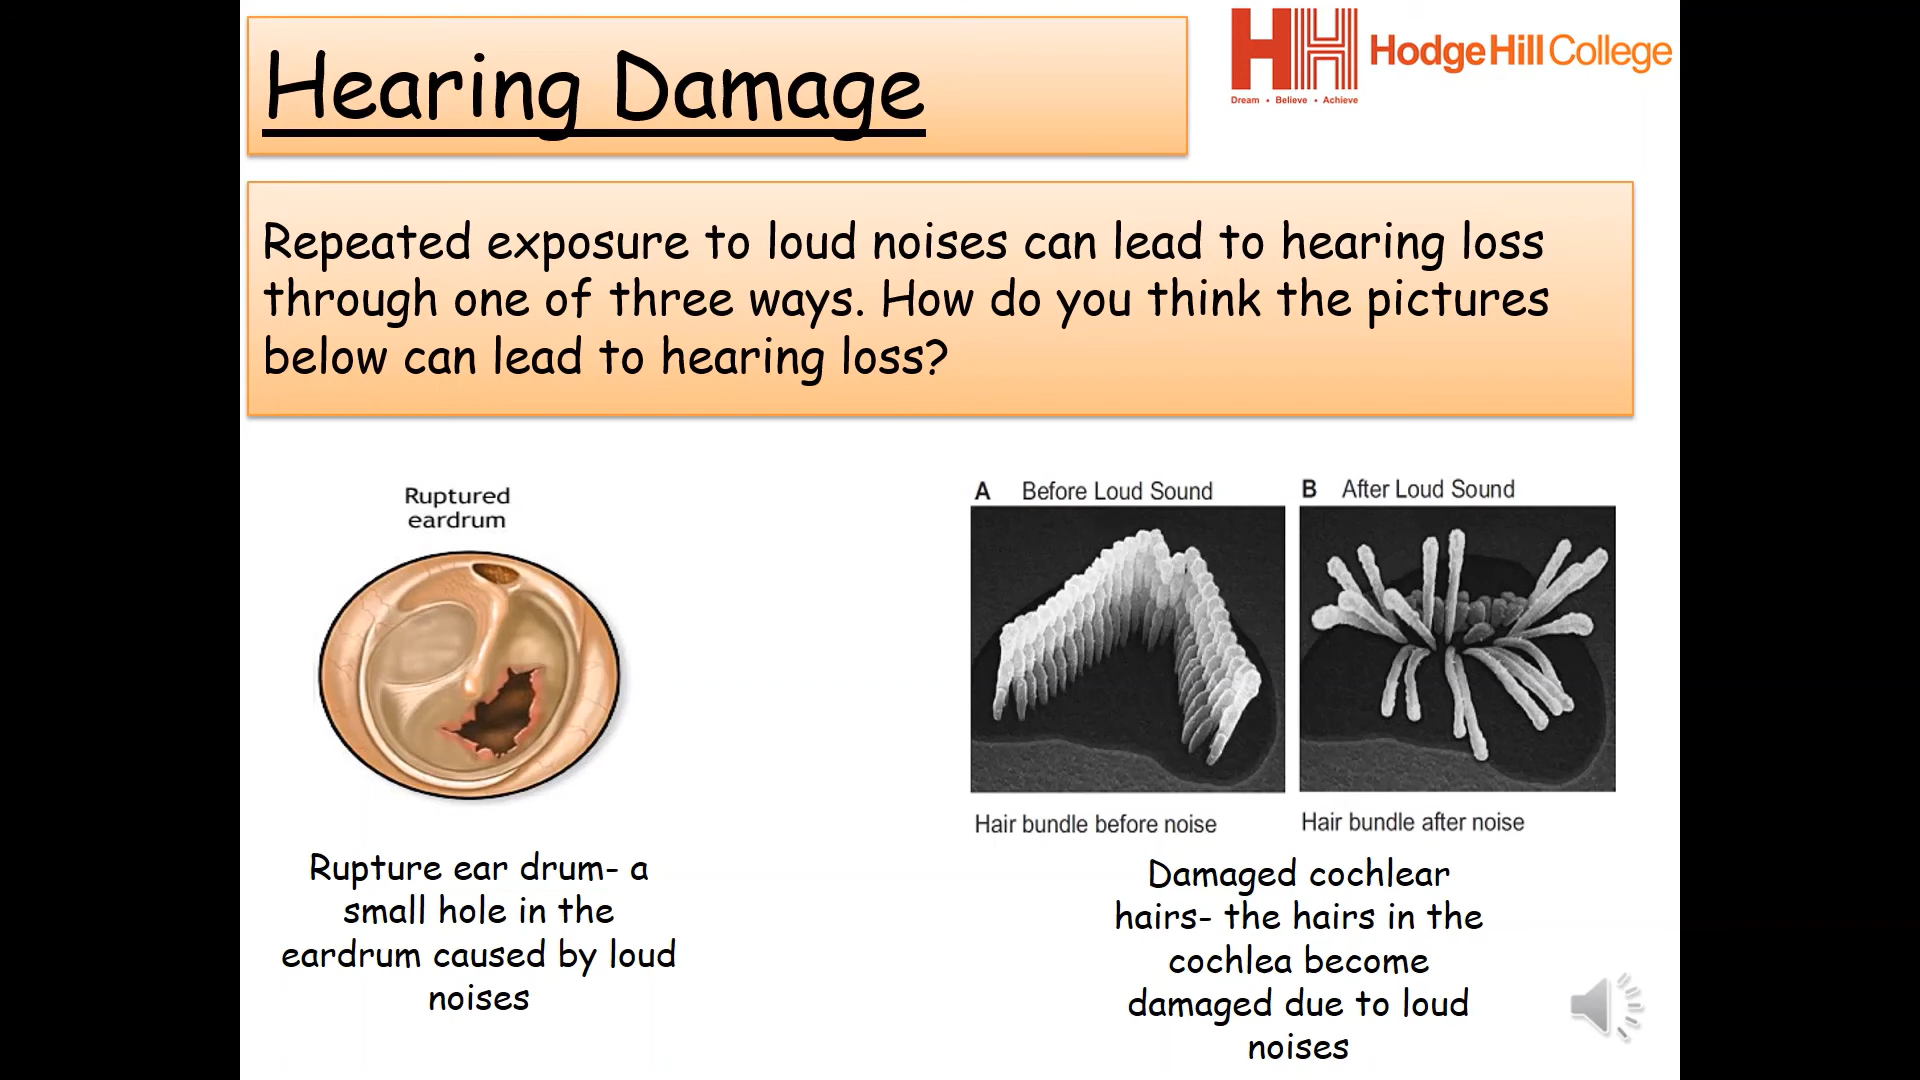 Hearing Damage
HH Hodge Hill College
Dream • Believe • Achieve
Repeated exposure to loud noises can lead to hearing loss
through one of three ways. How do you think the pictures
below can lead to hearing loss?
Ruptured
eardrum
Rupture ear drum- a
small hole in the
eardrum caused by loud
noises
A Before Loud Sound
B After Loud Sound
Hair bundle before noise
Hair bundle after noise
Damaged cochlear
hairs- the hairs in the
cochlea become
damaged due to loud
noises